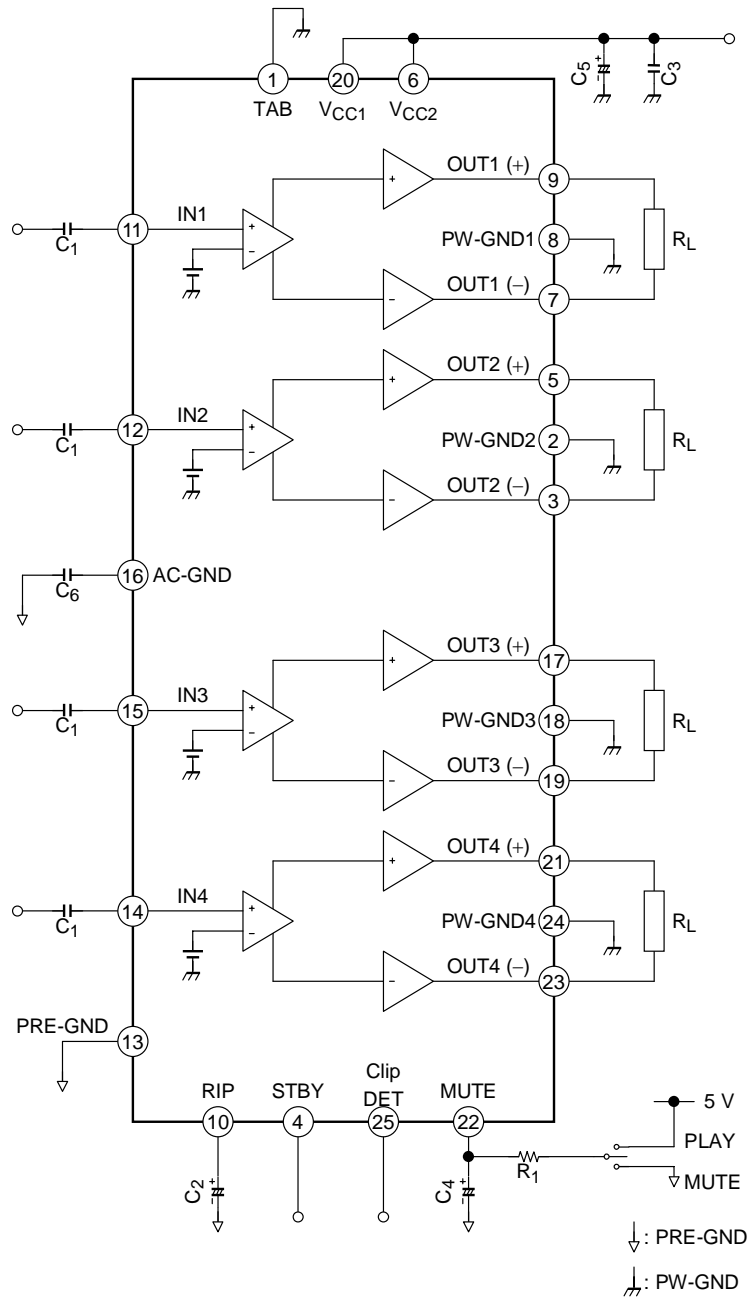 1 20 6
TAB VCC1 VCC2
C5 + -
C3
OUT1 (+) 9
+
11 IN1
C1
+
−
PW-GND1 8
RL
OUT1 (−) 7
−
OUT2 (+) 5
+
12 IN2
C1
+
−
PW-GND2 2
RL
OUT2 (−) 3
−
16 AC-GND
C6
OUT3 (+) 17
+
15 IN3
C1
+
−
PW-GND3 18
RL
OUT3 (−) 19
−
OUT4 (+) 21
+
14 IN4
C1
+
−
PW-GND4 24
RL
OUT4 (−) 23
−
PRE-GND
13
RIP STBY Clip DET MUTE
10 4 25 22
5 V
PLAY
R1
MUTE
C2 + -
C4 + -
: PRE-GND
: PW-GND